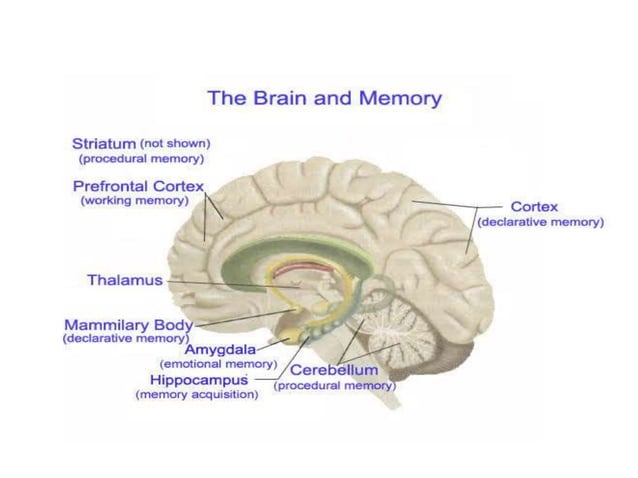 The Brain and Memory
Striatum (not shown)
(procedural memory)
Prefrontal Cortex
(working memory)
Cortex
(declarative memory)
Thalamus
Mammilary Body
(declarative memory)
Amygdala
(emotional memory)
Hippocampus
(memory acquisition)
Cerebellum
(procedural memory)